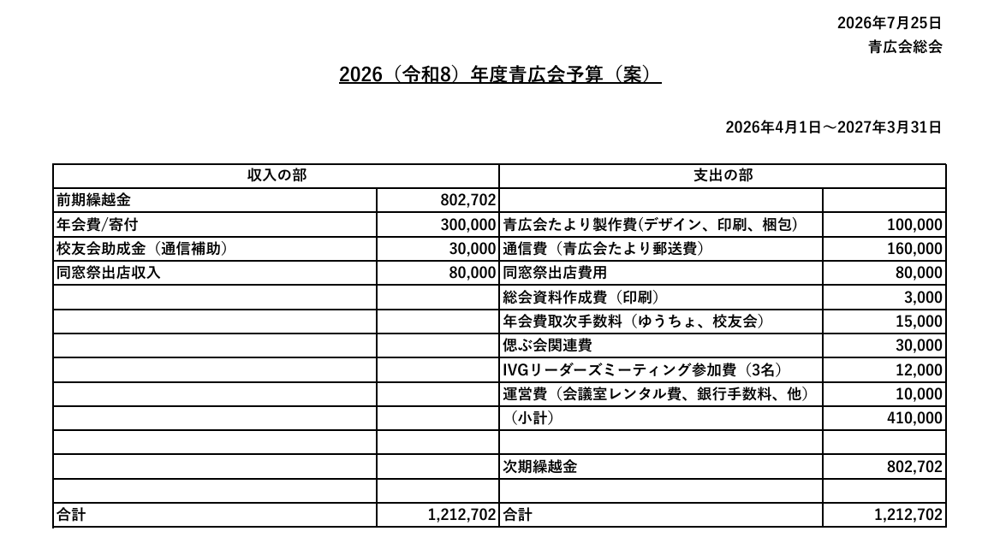 2026年7月25日
青広会総会
2026（令和8）年度青広会予算（案）
2026年4月1日～2027年3月31日
収入の部 支出の部
前期繰越金 802,702
年会費/寄付 300,000 青広会たより製作費(デザイン、印刷、梱包) 100,000
校友会助成金（通信補助） 30,000 通信費（青広会たより郵送費） 160,000
同窓祭出店収入 80,000 同窓祭出店費用 80,000
総会資料作成費（印刷） 3,000
年会費取次手数料（ゆうちょ、校友会） 15,000
偲ぶ会関連費 30,000
IVGリーダーズミーティング参加費（3名） 12,000
運営費（会議室レンタル費、銀行手数料、他） 10,000
（小計） 410,000
次期繰越金 802,702
合計 1,212,702 合計 1,212,702